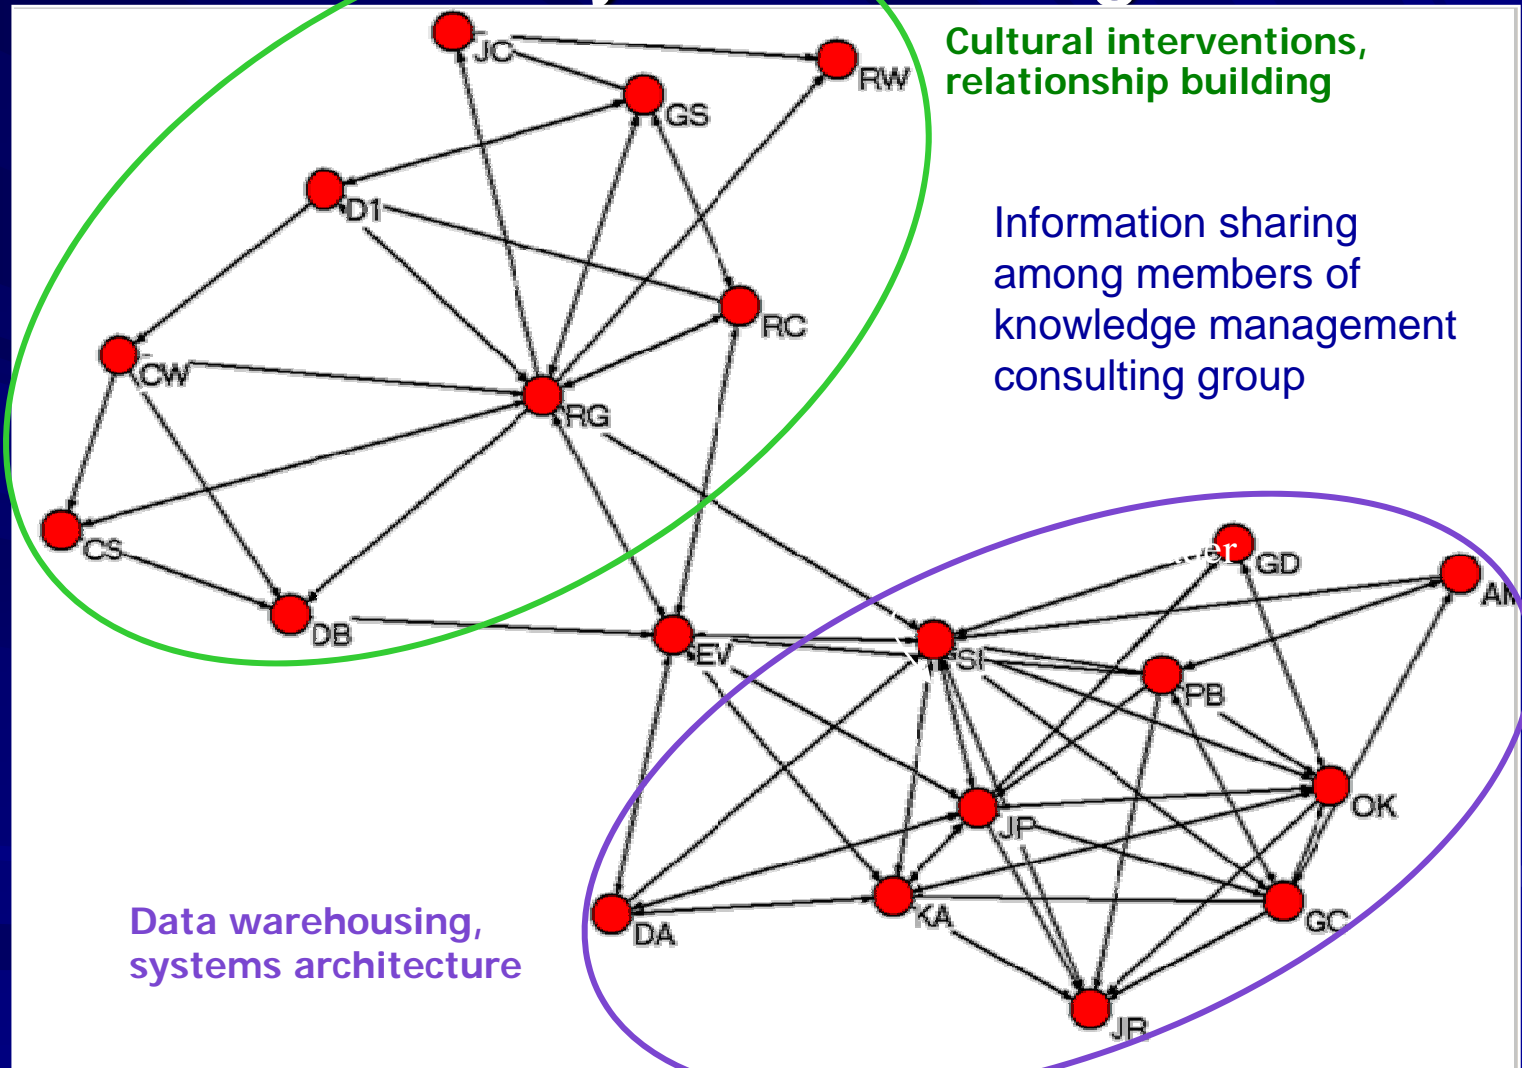 JC
RW
Cultural interventions,
relationship building
GS
D1
Information sharing
among members of
knowledge management
consulting group
RC
CW
RG
CS
GD
DB
EV
SI
PB
OK
JP
Data warehousing,
systems architecture
DA
KA
GC
JR